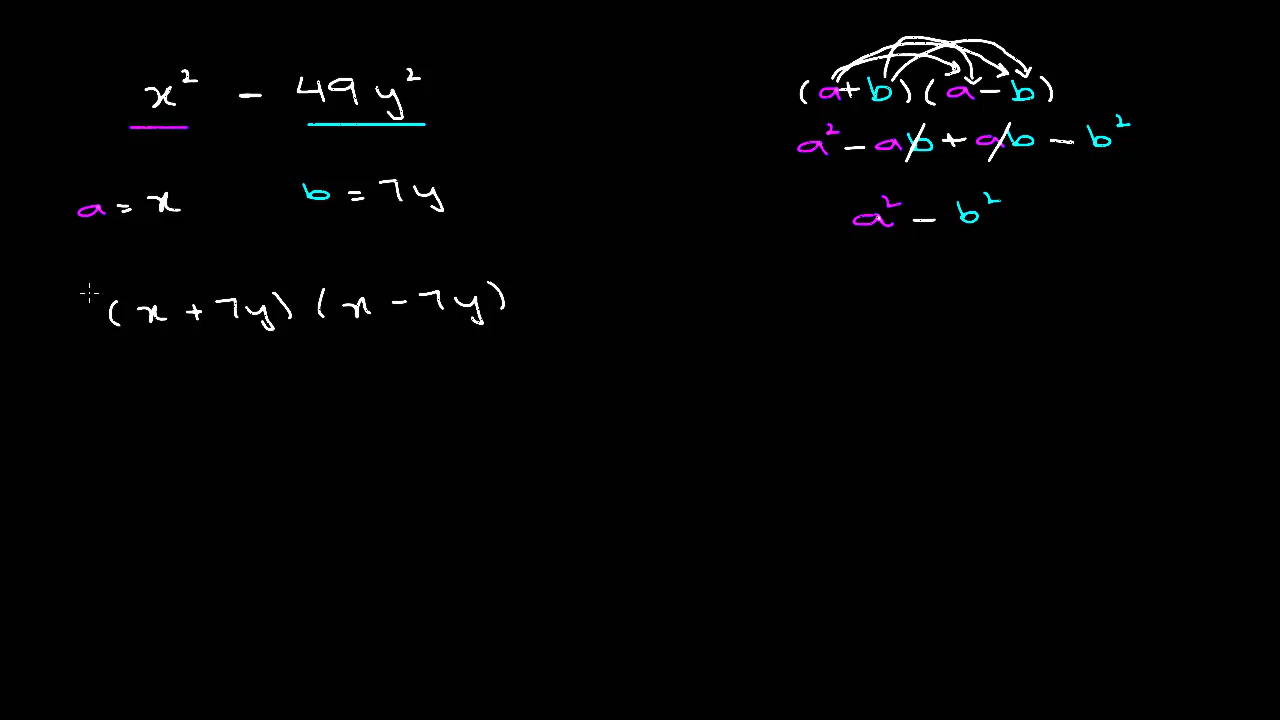 x² - 49y²
a = x b = 7y
(x + 7y)(x - 7y)
(a+b)(a-b)
a² - ab + ab - b²
a² - b²